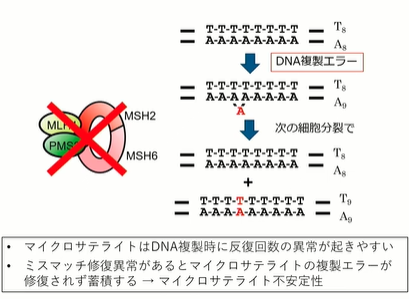 T-T-T-T-T-T-T-T T8
A-A-A-A-A-A-A-A A8
DNA複製エラー
T-T-T-T-T-T-T-T T8
A-A-A-A-A-A-A-A A9
A
MSH2
PMS2
MSH6
次の細胞分裂で
T-T-T-T-T-T-T-T T8
A-A-A-A-A-A-A-A A8
+
T-T-T-T-T-T-T-T-T T9
A-A-A-A-A-A-A-A-A A9
• マイクロサテライトはDNA複製時に反復回数の異常が起きやすい
• ミスマッチ修復異常があるとマイクロサテライトの複製エラーが
修復されず蓄積する → マイクロサテライト不安定性